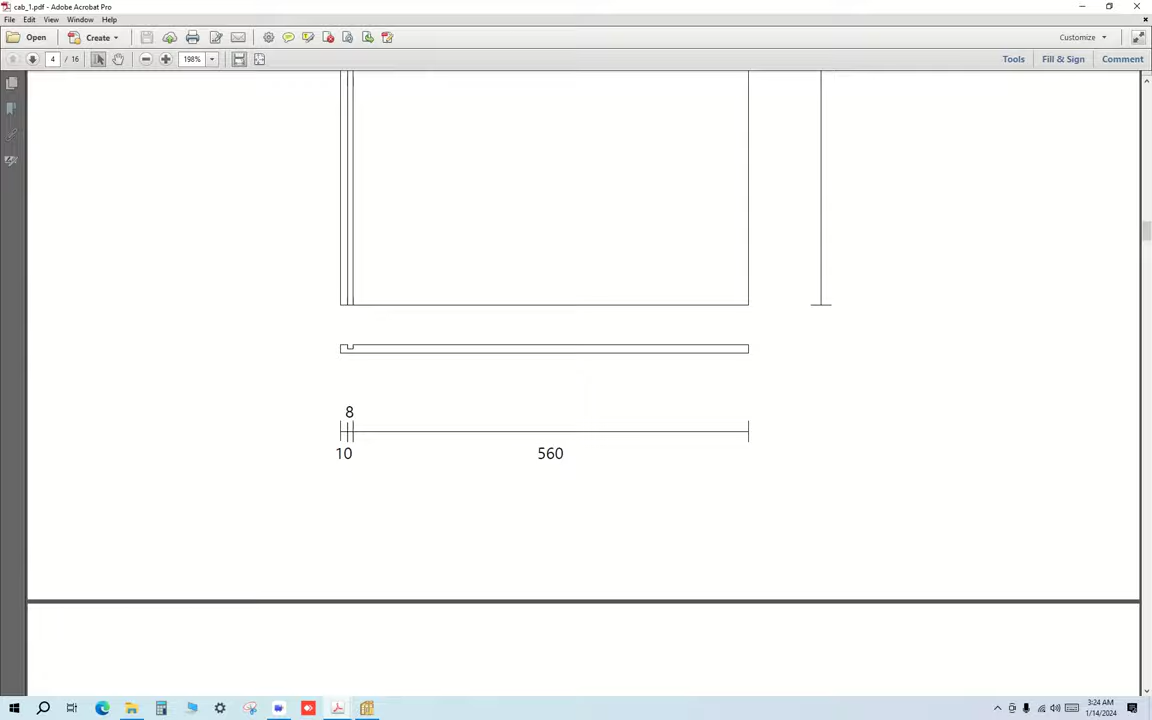 cab_1.pdf - Adobe Acrobat Pro
File Edit View Window Help
Open Create Customize
4 / 16 198% Tools Fill & Sign Comment
8
10 560
3:24 AM
1/14/2024